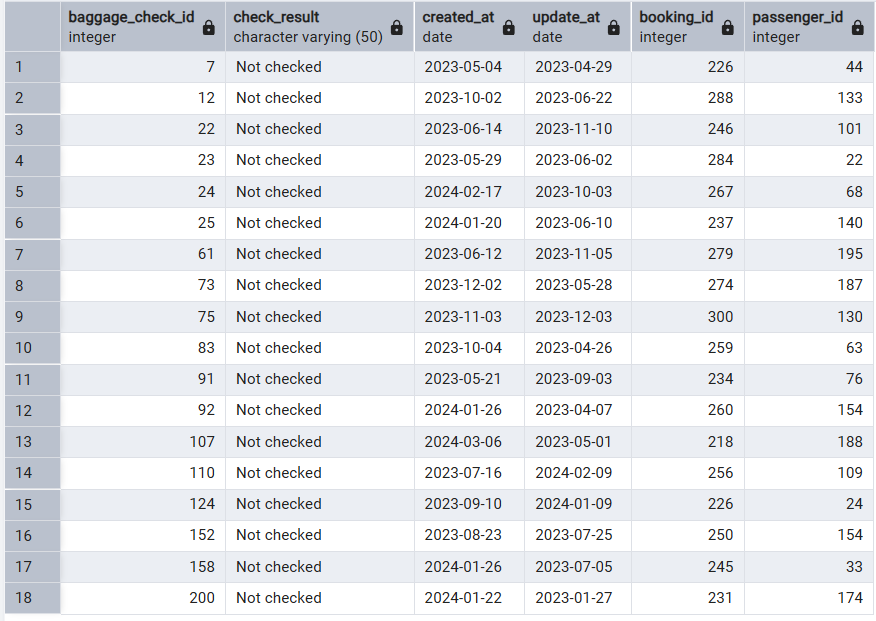 baggage_check_id check_result created_at update_at booking_id passenger_id
integer character varying (50) date date integer integer
1 7 Not checked 2023-05-04 2023-04-29 226 44
2 12 Not checked 2023-10-02 2023-06-22 288 133
3 22 Not checked 2023-06-14 2023-11-10 246 101
4 23 Not checked 2023-05-29 2023-06-02 284 22
5 24 Not checked 2024-02-17 2023-10-03 267 68
6 25 Not checked 2024-01-20 2023-06-10 237 140
7 61 Not checked 2023-06-12 2023-11-05 279 195
8 73 Not checked 2023-12-02 2023-05-28 274 187
9 75 Not checked 2023-11-03 2023-12-03 300 130
10 83 Not checked 2023-10-04 2023-04-26 259 63
11 91 Not checked 2023-05-21 2023-09-03 234 76
12 92 Not checked 2024-01-26 2023-04-07 260 154
13 107 Not checked 2024-03-06 2023-05-01 218 188
14 110 Not checked 2023-07-16 2024-02-09 256 109
15 124 Not checked 2023-09-10 2024-01-09 226 24
16 152 Not checked 2023-08-23 2023-07-25 250 154
17 158 Not checked 2024-01-26 2023-07-05 245 33
18 200 Not checked 2024-01-22 2023-01-27 231 174